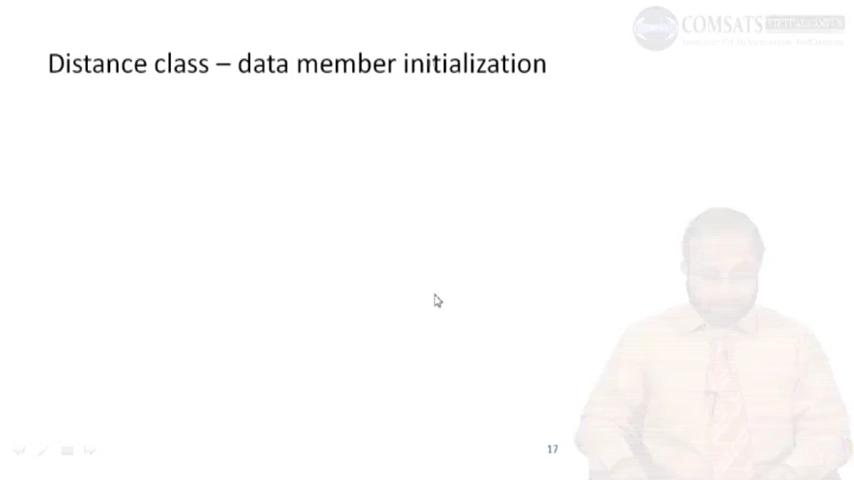 COMSATS
Distance class – data member initialization
17